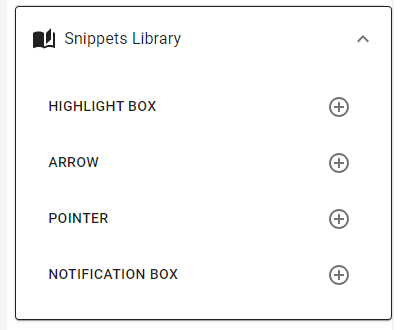 Snippets Library
HIGHLIGHT BOX
ARROW
POINTER
NOTIFICATION BOX